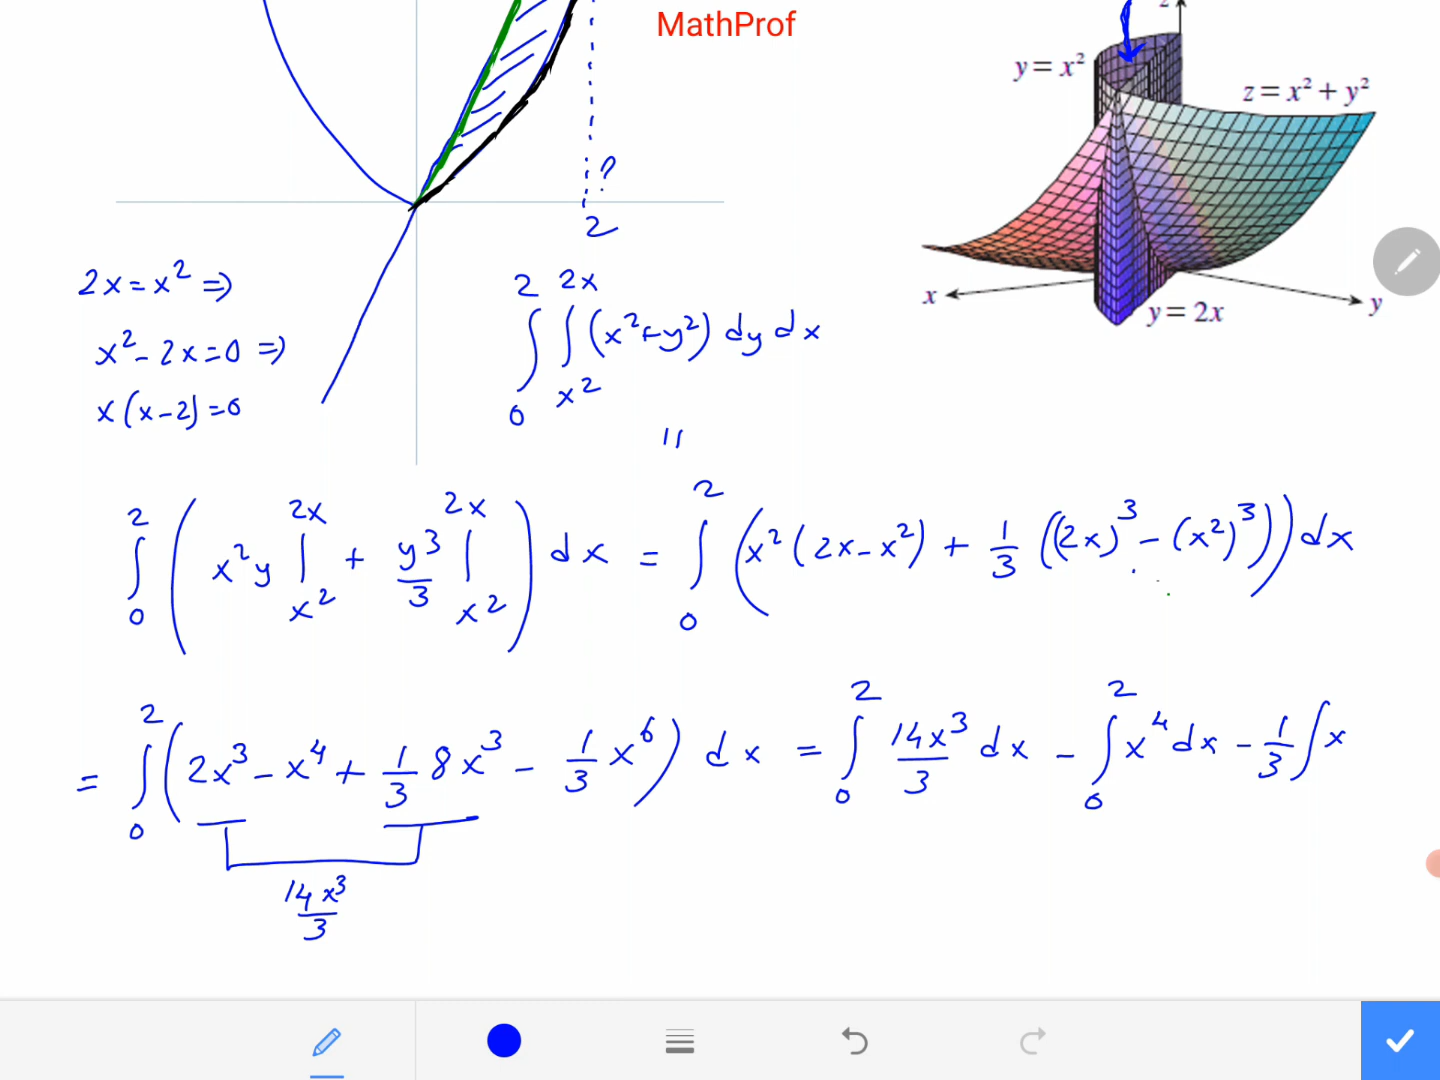 MathProf
z
y = x²
z = x² + y²
x
y
y = 2x
?
2
2x = x² ⇒
x² - 2x = 0 ⇒
x(x-2) = 0
∫₀² ∫_{x²}^{2x} (x²+y²) dy dx
=
∫₀² ( x²y |_{x²}^{2x} + y³/3 |_{x²}^{2x} ) dx = ∫₀² ( x²(2x-x²) + 1/3 ((2x)³ - (x²)³)) dx
= ∫₀² ( 2x³ - x⁴ + 1/3 8x³ - 1/3 x⁶ ) dx = ∫₀² 14x³/3 dx - ∫₀² x⁴ dx - 1/3 ∫ x
14x³/3